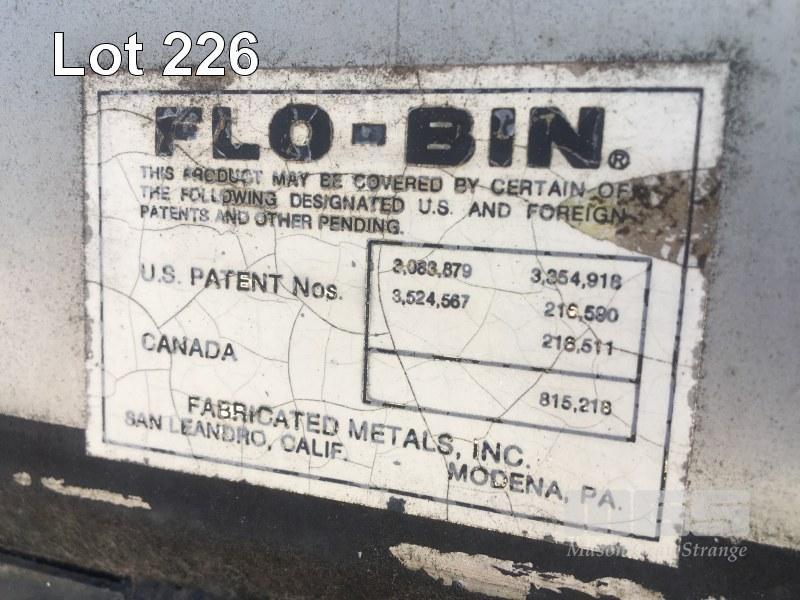 Lot 226
FLO-BIN®
THIS PRODUCT MAY BE COVERED BY CERTAIN OF
THE FOLLOWING DESIGNATED U.S. AND FOREIGN
PATENTS AND OTHER PENDING.
U.S. PATENT Nos. 3,083,879 3,354,918
3,524,567 216,590
216,511
CANADA 815,218
FABRICATED METALS, INC.
SAN LEANDRO, CALIF. MODENA, PA.
Mason Strange